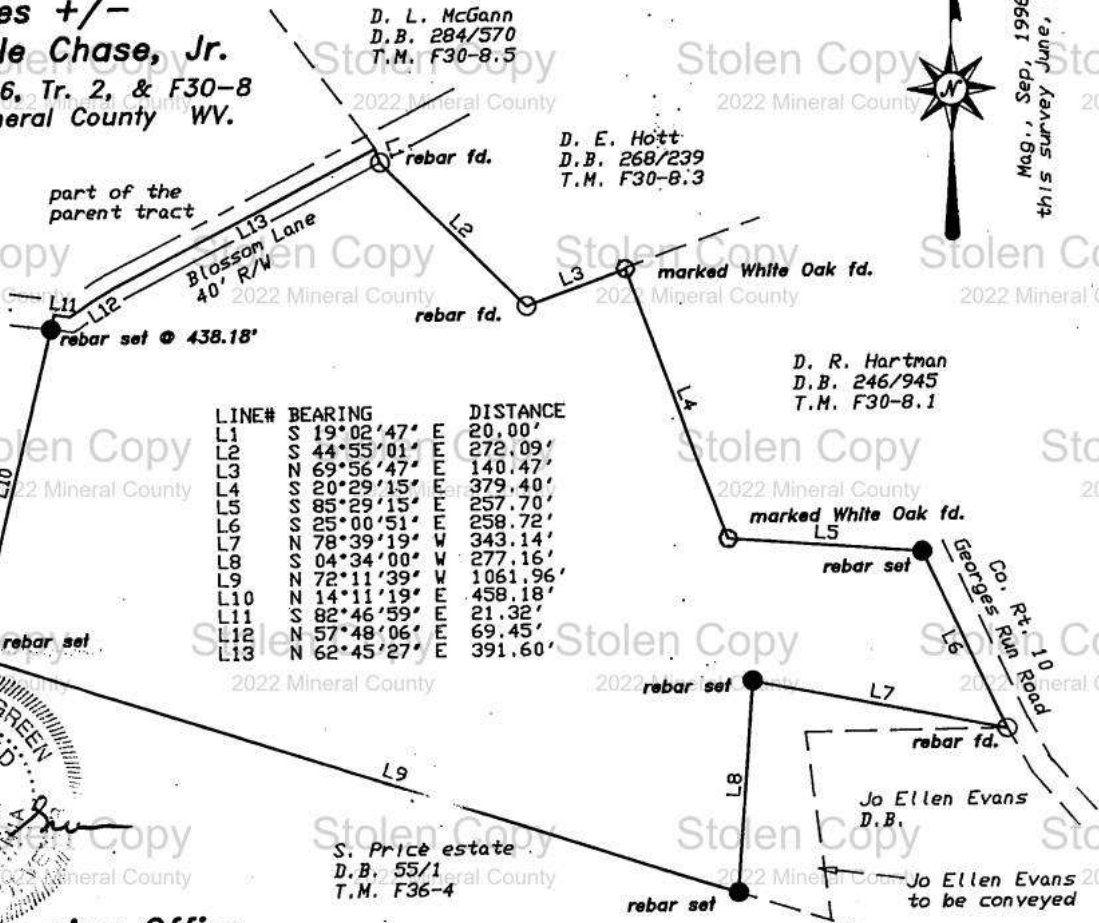 es +/-
le Chase, Jr.
6, Tr. 2, & F30-8
neral County WV.
D. L. McGann
D.B. 284/570
T.M. F30-8.5
D. E. Hott
D.B. 268/239
T.M. F30-8.3
N
Mag., Sep, 1996
this survey June,
part of the
parent tract
rebar fd.
L13
Blossom Lane
40' R/W
L2
L3
marked White Oak fd.
rebar fd.
L11
L12
rebar set @ 438.18'
L4
D. R. Hartman
D.B. 246/945
T.M. F30-8.1
LINE# BEARING DISTANCE
L1 S 19°02'47" E 20.00'
L2 S 44°55'01" E 272.09'
L3 N 69°56'47" E 140.47'
L4 S 20°29'15" E 379.40'
L5 S 85°29'15" E 257.70'
L6 S 25°00'51" E 258.72'
L7 N 78°39'19" W 343.14'
L8 S 04°34'00" W 277.16'
L9 N 72°11'39" W 1061.96'
L10 N 14°11'19" E 458.18'
L11 S 82°46'59" E 21.32'
L12 N 57°48'06" E 69.45'
L13 N 62°45'27" E 391.60'
L10
marked White Oak fd.
L5
rebar set
Co. Rt. 10
Georges Run Road
L6
rebar set
rebar set
L7
rebar fd.
L8
L9
GREEN
Jo Ellen Evans
D.B.
S. Price estate
D.B. 55/1
T.M. F36-4
Jo Ellen Evans
to be conveyed
rebar set
Stolen Copy
2022 Mineral County